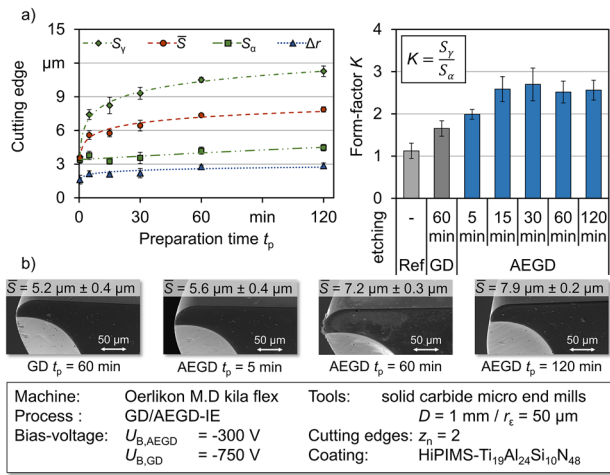 a)
Sγ S̅ Sα Δr
15
µm
9
6
3
0
Cutting edge
0 30 60 min 120
Preparation time tp
K = Sγ / Sα
4
3
2
1
0
Form-factor K
etching
- 60 min 5 min 15 min 30 min 60 min 120 min
Ref GD AEGD
b)
S̅ = 5.2 µm ± 0.4 µm
50 µm
GD tp = 60 min
S̅ = 5.6 µm ± 0.4 µm
50 µm
AEGD tp = 5 min
S̅ = 7.2 µm ± 0.3 µm
50 µm
AEGD tp = 60 min
S̅ = 7.9 µm ± 0.2 µm
50 µm
AEGD tp = 120 min
Machine: Oerlikon M.D kila flex
Process : GD/AEGD-IE
Bias-voltage: UB,AEGD = -300 V
UB,GD = -750 V
Tools: solid carbide micro end mills
D = 1 mm / rε = 50 µm
Cutting edges: zn = 2
Coating: HiPIMS-Ti19Al24Si10N48